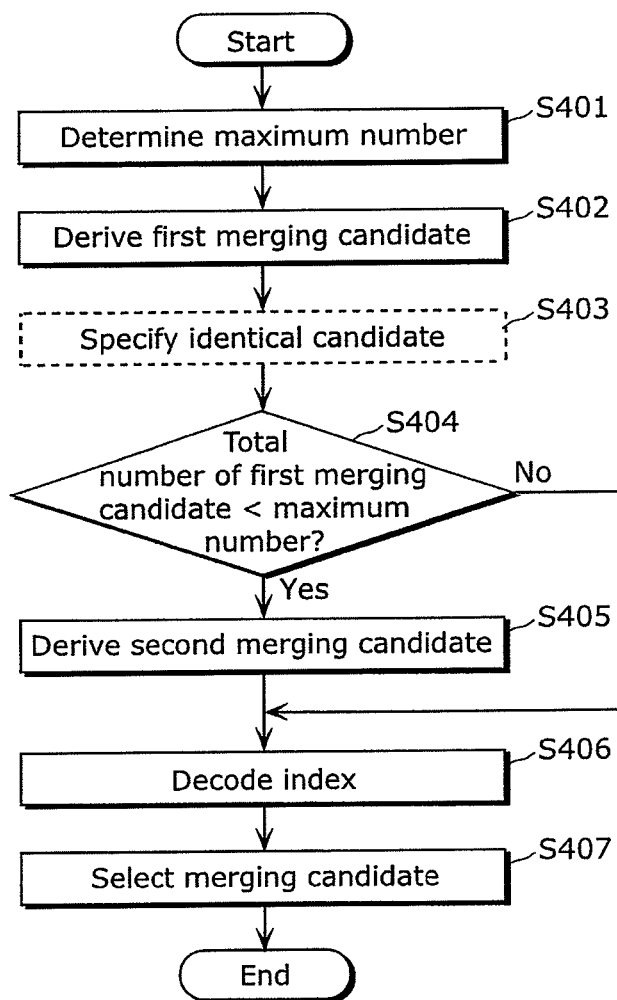 Start
S401
Determine maximum number
S402
Derive first merging candidate
S403
Specify identical candidate
S404
Total
number of first merging
candidate < maximum
number?
No
Yes
S405
Derive second merging candidate
S406
Decode index
S407
Select merging candidate
End